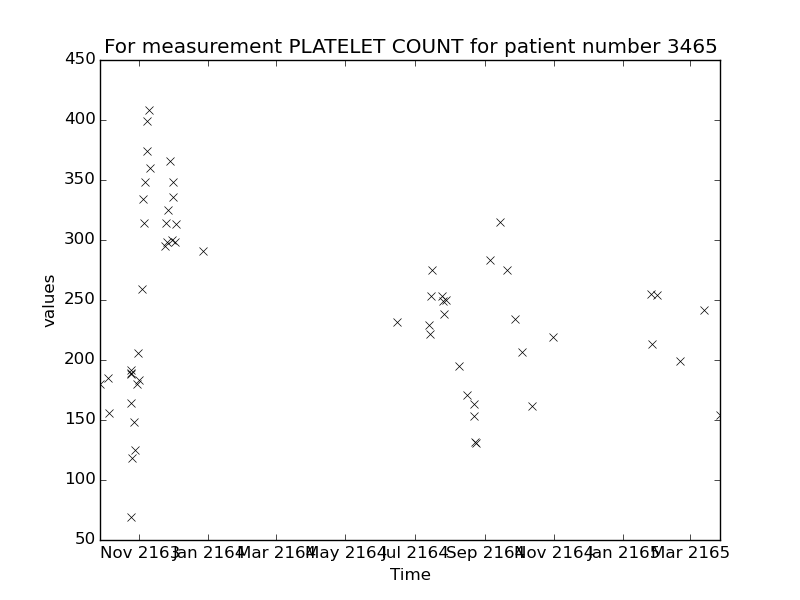 For measurement PLATELET COUNT for patient number 3465
450
400
350
300
250
200
150
100
50
values
Nov 2163 Jan 2164 Mar 2164 May 2164 Jul 2164 Sep 2164 Nov 2164 Jan 2165 Mar 2165
Time